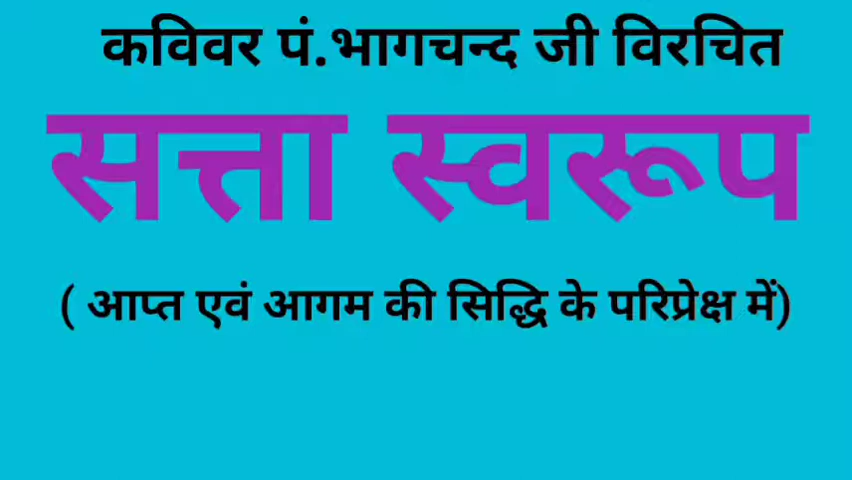 कविवर पं.भागचन्द जी विरचित
सत्ता स्वरूप
( आप्त एवं आगम की सिद्धि के परिप्रेक्ष में)